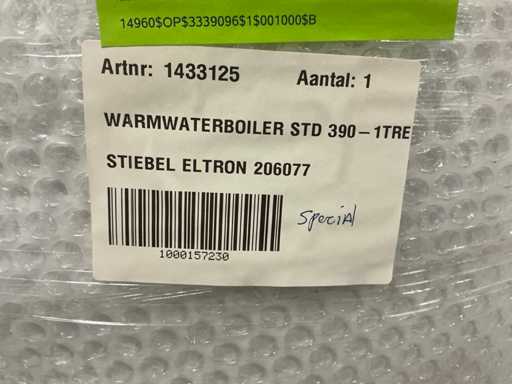 14960$OP$3339096$1$001000$B
Artnr: 1433125 Aantal: 1
WARMWATERBOILER STD 390-1TRE
STIEBEL ELTRON 206077
Special
1000157230